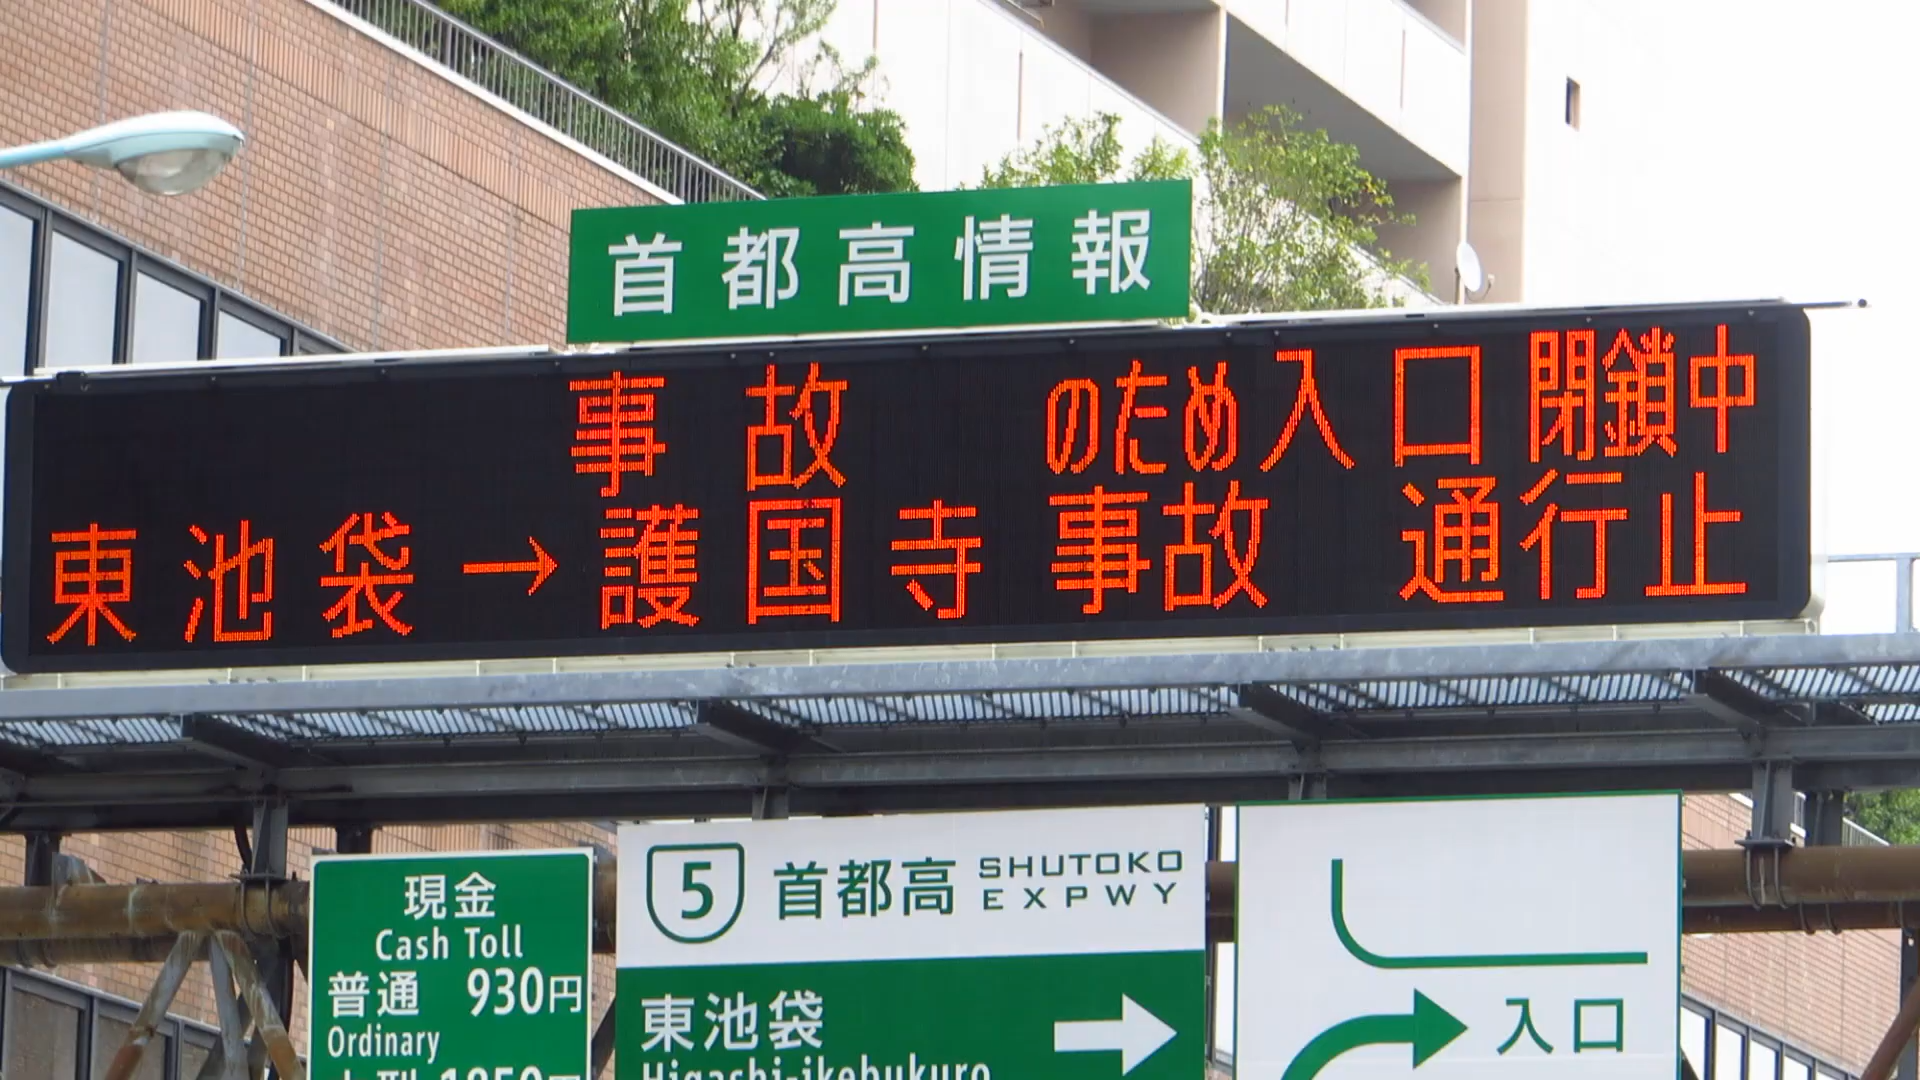 首都高情報
事故のため入口閉鎖中
東池袋→護国寺 事故 通行止
現金
Cash Toll
普通 930円
Ordinary
5 首都高 SHUTOKO EXPWY
東池袋
Higashi-ikebukuro
入口